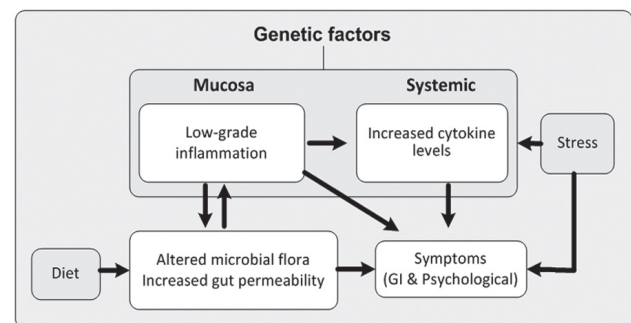 Genetic factors
Mucosa
Systemic
Low-grade
inflammation
Increased cytokine
levels
Stress
Diet
Altered microbial flora
Increased gut permeability
Symptoms
(GI & Psychological)